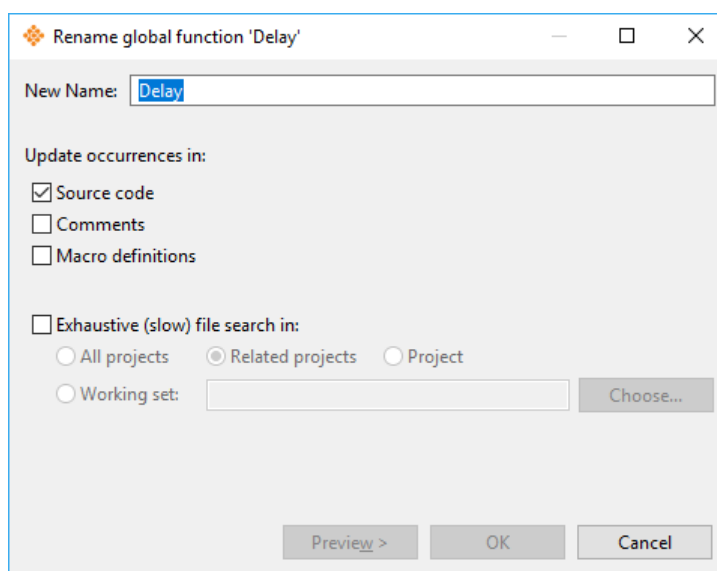 Rename global function 'Delay'
New Name: Delay
Update occurrences in:
Source code
Comments
Macro definitions
Exhaustive (slow) file search in:
All projects Related projects Project
Working set: Choose...
Preview > OK Cancel